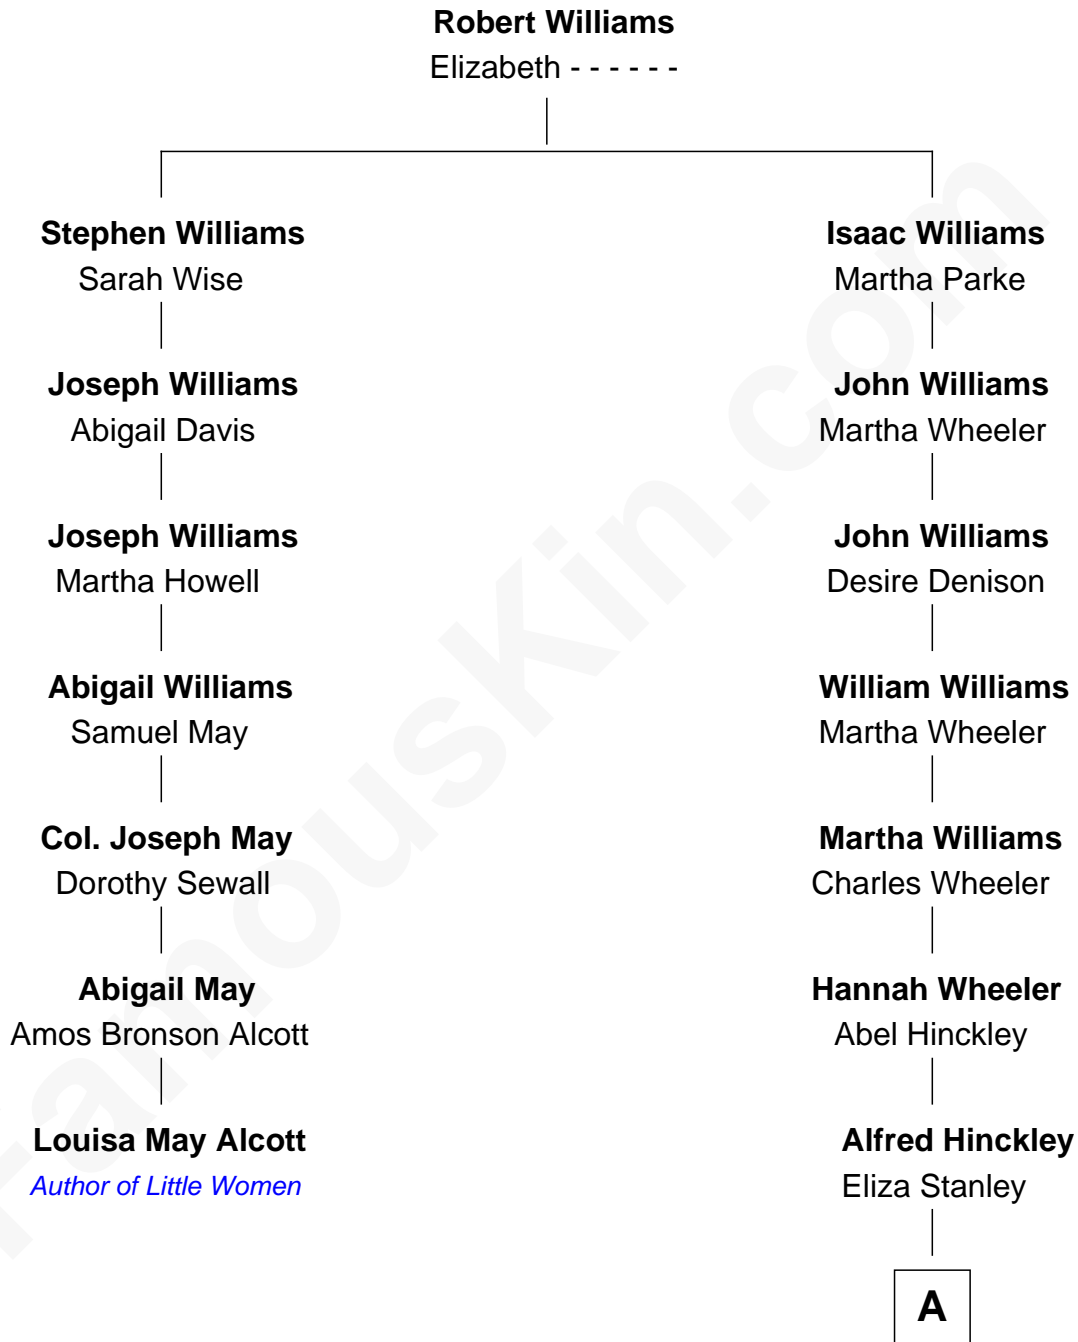 Robert Williams
Elizabeth - - - - - -
Stephen Williams
Sarah Wise
Joseph Williams
Abigail Davis
Joseph Williams
Martha Howell
Abigail Williams
Samuel May
Col. Joseph May
Dorothy Sewall
Abigail May
Amos Bronson Alcott
Louisa May Alcott
Author of Little Women
Isaac Williams
Martha Parke
John Williams
Martha Wheeler
John Williams
Desire Denison
William Williams
Martha Wheeler
Martha Williams
Charles Wheeler
Hannah Wheeler
Abel Hinckley
Alfred Hinckley
Eliza Stanley
A
FamousKin.com